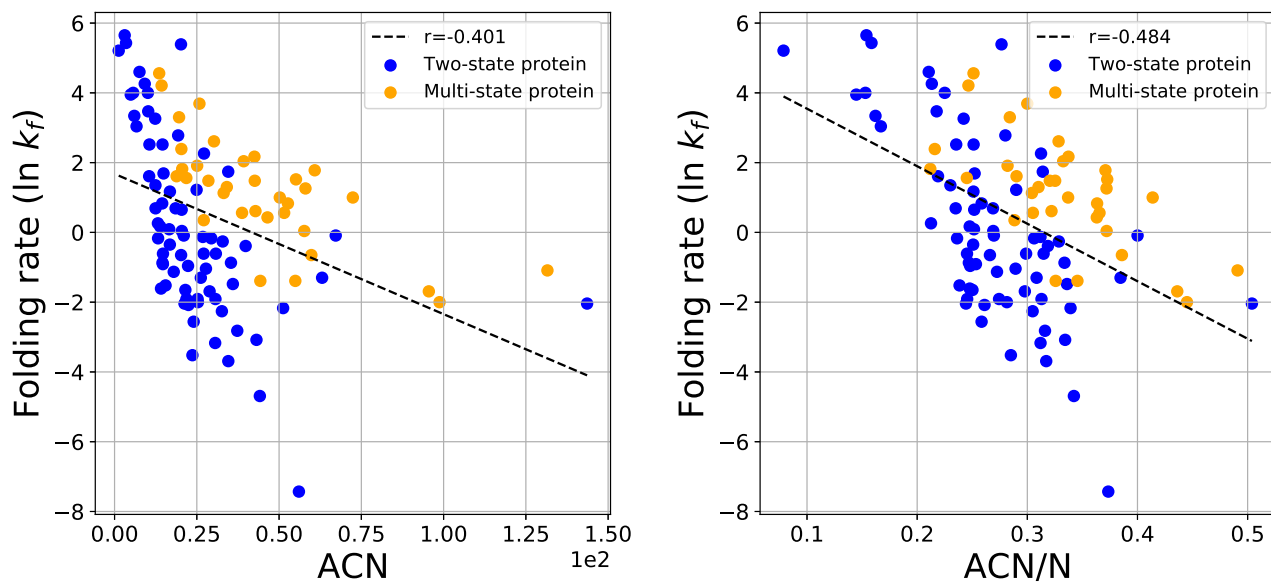 6
4
2
0
−2
−4
−6
−8
Folding rate (ln k_f)
r=-0.401
Two-state protein
Multi-state protein
0.00 0.25 0.50 0.75 1.00 1.25 1.50
1e2
ACN
6
4
2
0
−2
−4
−6
−8
Folding rate (ln k_f)
r=-0.484
Two-state protein
Multi-state protein
0.1 0.2 0.3 0.4 0.5
ACN/N